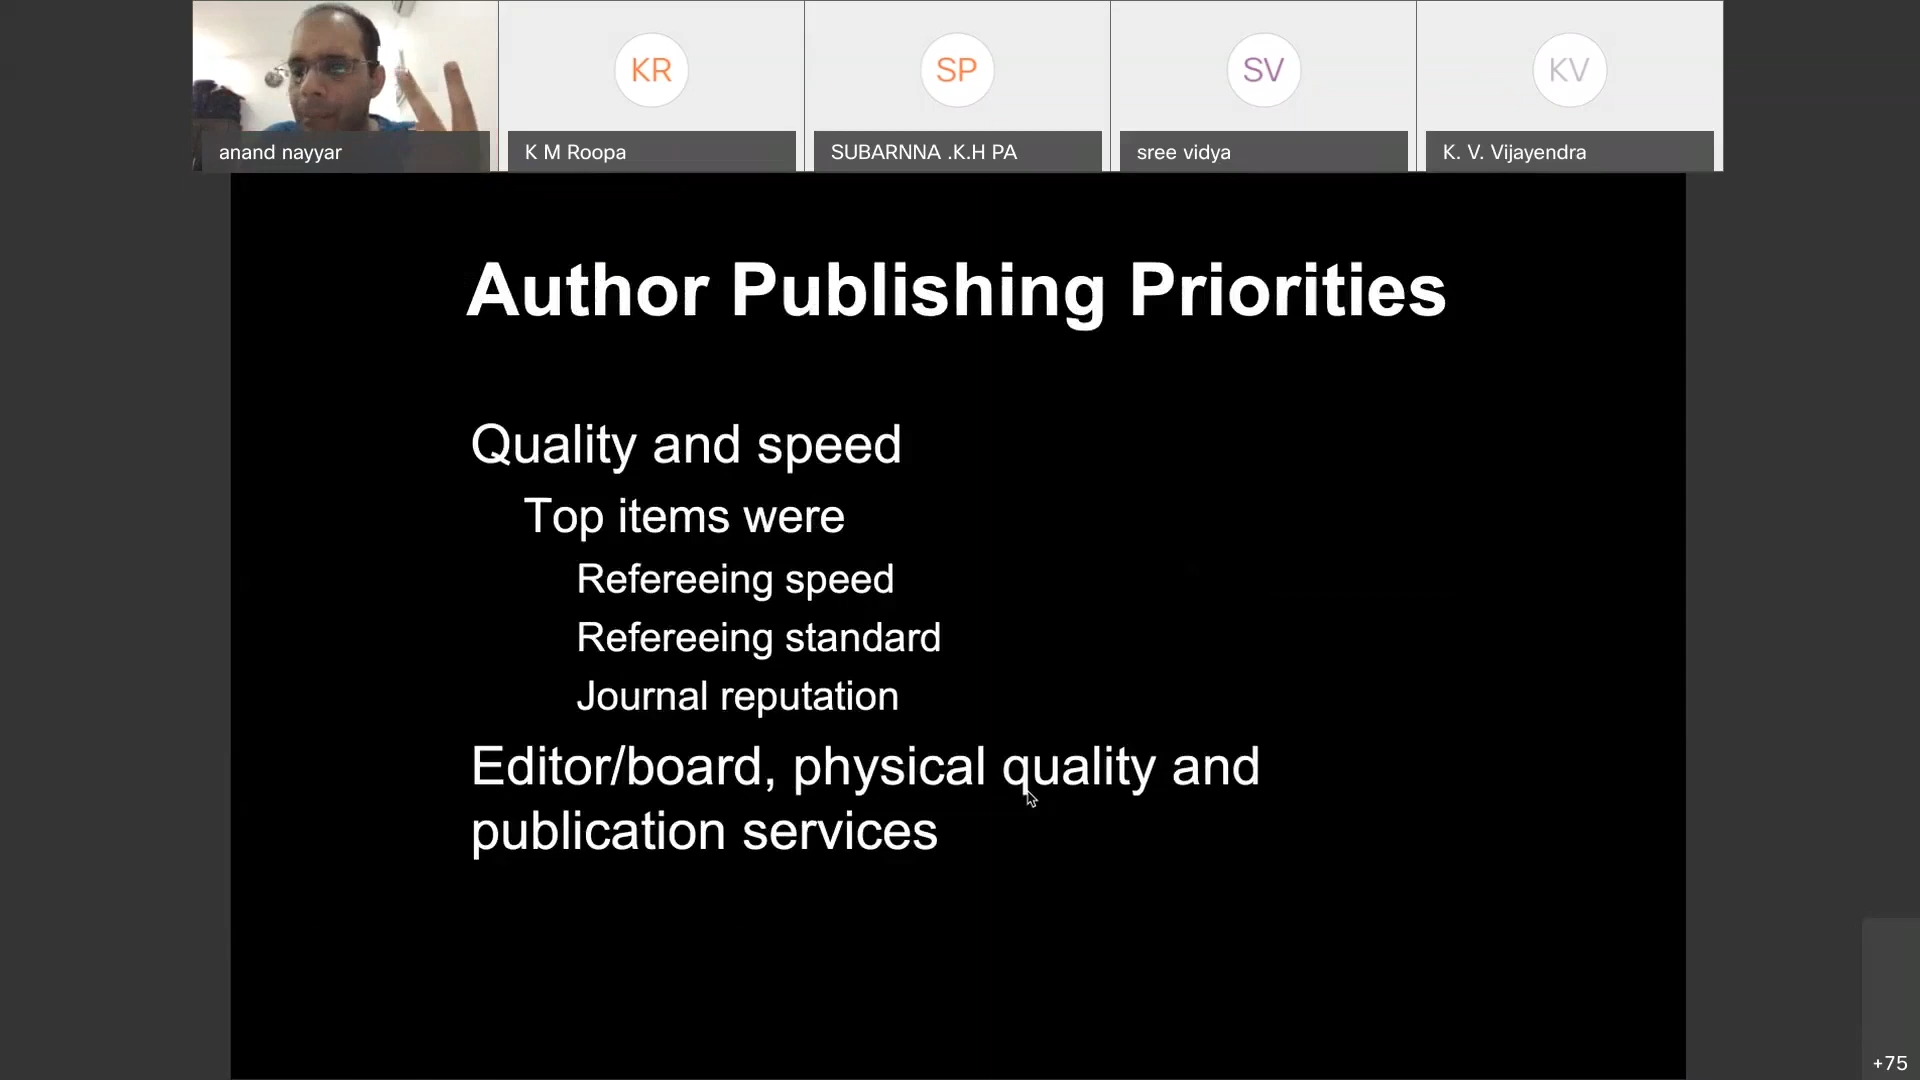 KR
SP
SV
KV
anand nayyar
K M Roopa
SUBARNNA .K.H PA
sree vidya
K. V. Vijayendra
Author Publishing Priorities
Quality and speed
Top items were
Refereeing speed
Refereeing standard
Journal reputation
Editor/board, physical quality and
publication services
+75